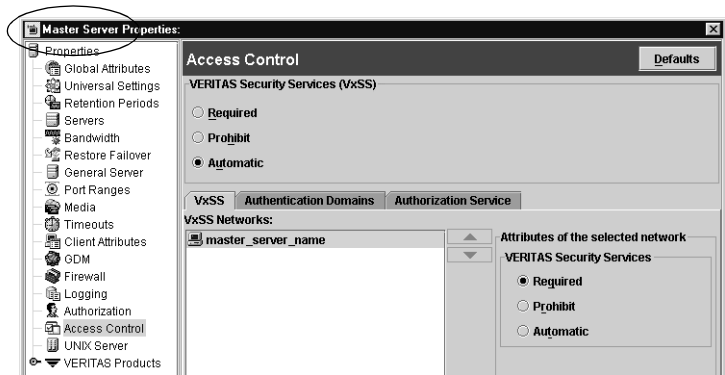 Master Server Properties:
Properties
Global Attributes
Universal Settings
Retention Periods
Servers
Bandwidth
Restore Failover
General Server
Port Ranges
Media
Timeouts
Client Attributes
GDM
Firewall
Logging
Authorization
Access Control
UNIX Server
VERITAS Products
Access Control
Defaults
VERITAS Security Services (VxSS)
Required
Prohibit
Automatic
VxSS Authentication Domains Authorization Service
VxSS Networks:
master_server_name
Attributes of the selected network
VERITAS Security Services
Required
Prohibit
Automatic